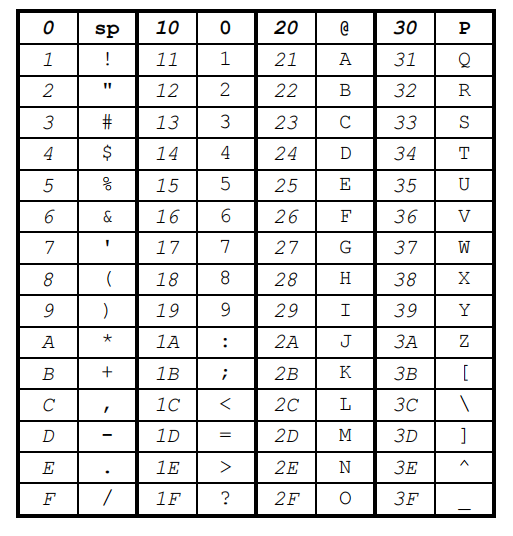 0 sp 10 0 20 @ 30 P
1 ! 11 1 21 A 31 Q
2 " 12 2 22 B 32 R
3 # 13 3 23 C 33 S
4 $ 14 4 24 D 34 T
5 % 15 5 25 E 35 U
6 & 16 6 26 F 36 V
7 ' 17 7 27 G 37 W
8 ( 18 8 28 H 38 X
9 ) 19 9 29 I 39 Y
A * 1A : 2A J 3A Z
B + 1B ; 2B K 3B [
C , 1C < 2C L 3C \
D - 1D = 2D M 3D ]
E . 1E > 2E N 3E ^
F / 1F ? 2F O 3F _